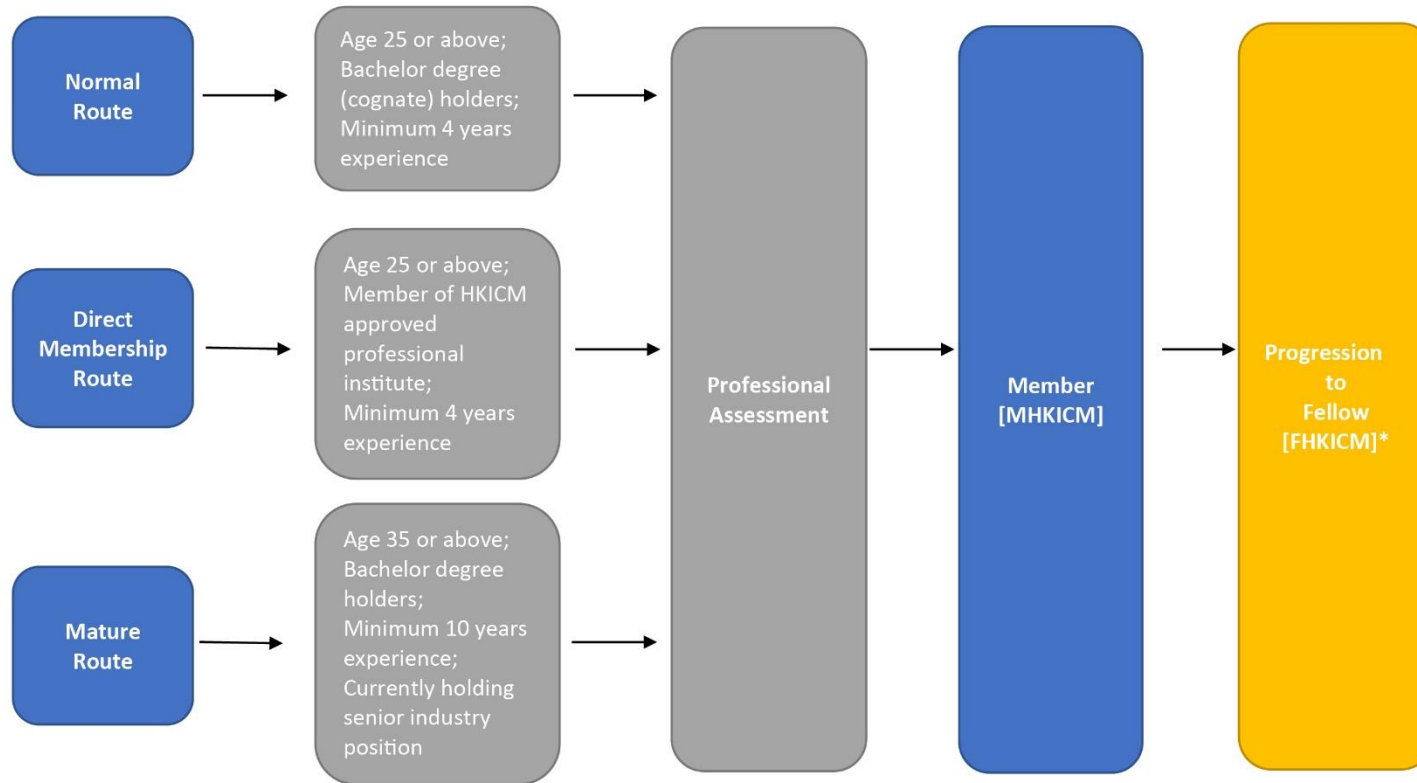 Normal
Route
Age 25 or above;
Bachelor degree
(cognate) holders;
Minimum 4 years
experience
Direct
Membership
Route
Age 25 or above;
Member of HKICM
approved
professional
institute;
Minimum 4 years
experience
Mature
Route
Age 35 or above;
Bachelor degree
holders;
Minimum 10 years
experience;
Currently holding
senior industry
position
Professional
Assessment
Member
[MHKICM]
Progression
to
Fellow
[FHKICM]*